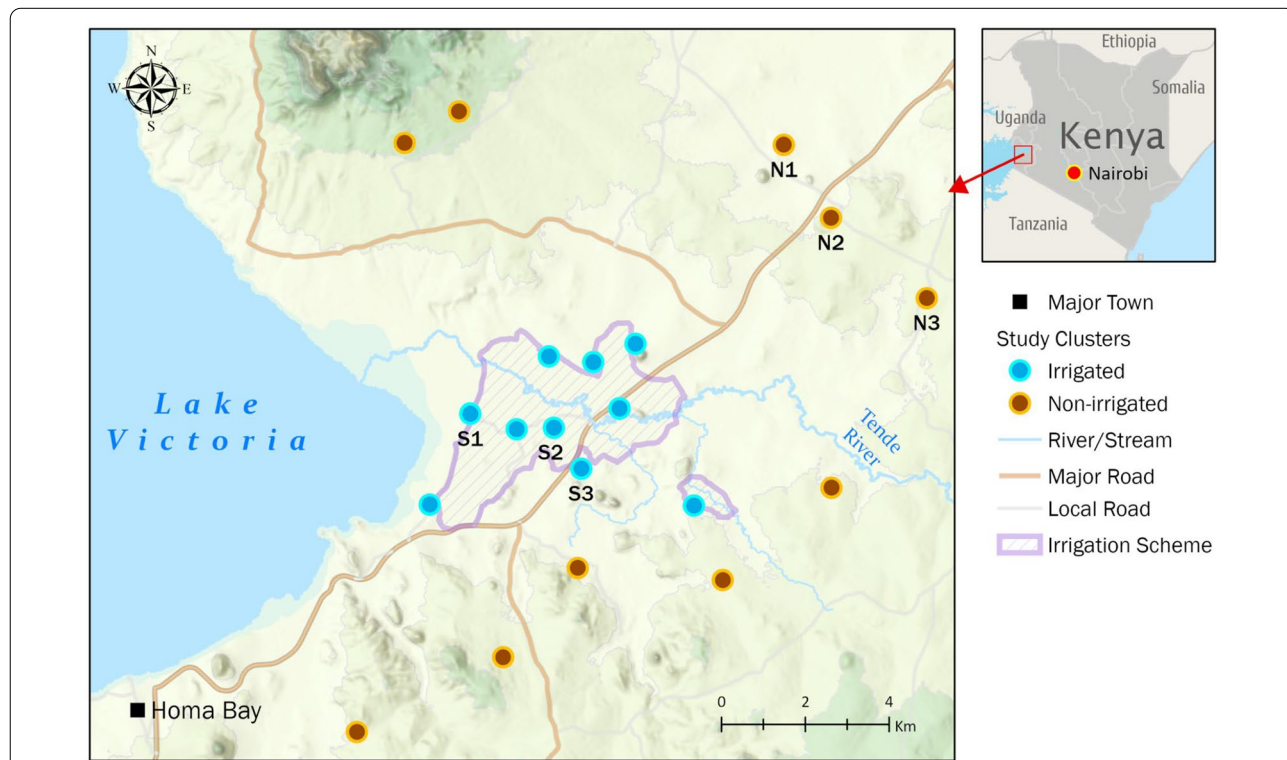 N
W E
S
N1
N2
N3
Lake
Victoria
S1
S2
S3
Tende
River
Homa Bay
0 2 4
Km
Ethiopia
Somalia
Uganda
Kenya
Nairobi
Tanzania
Major Town
Study Clusters
Irrigated
Non-irrigated
River/Stream
Major Road
Local Road
Irrigation Scheme